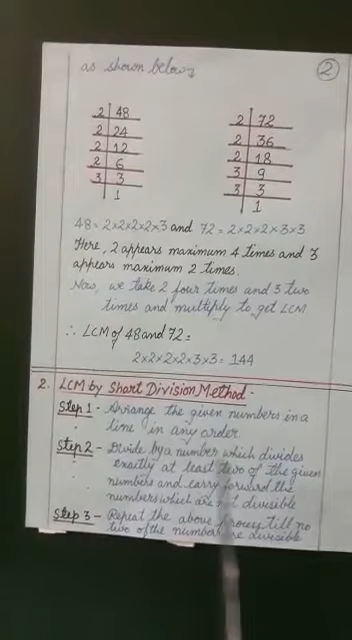 as shown below,
2
2 48
2 24
2 12
2 6
3 3
1
2 72
2 36
2 18
3 9
3 3
1
48 = 2×2×2×2×3 and 72 = 2×2×2×3×3
Here, 2 appears maximum 4 times and 3
appears maximum 2 times.
Now, we take 2 four times and 3 two
times and multiply to get LCM
∴ LCM of 48 and 72 =
2×2×2×2×3×3 = 144
2. LCM by Short Division Method -
Step 1 - Arrange the given numbers in a
line in any order
Step 2 - Divide by a number which divides
exactly at least two of the given
numbers and carry forward the
numbers which are not divisible
Step 3 - Repeat the above process till no
two of the numbers are divisible